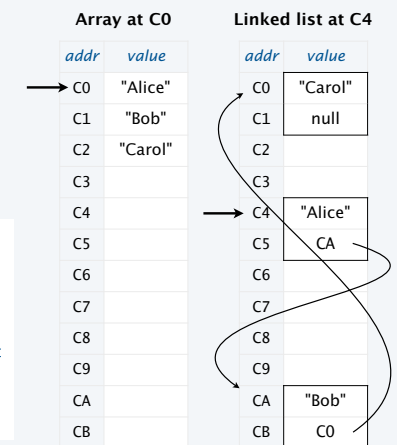 Array at C0 Linked list at C4
addr value addr value
C0 "Alice" C0 "Carol"
C1 "Bob" C1 null
C2 "Carol" C2
C3 C3
C4 C4 "Alice"
C5 C5 CA
C6 C6
C7 C7
C8 C8
C9 C9
CA CA "Bob"
CB CB C0